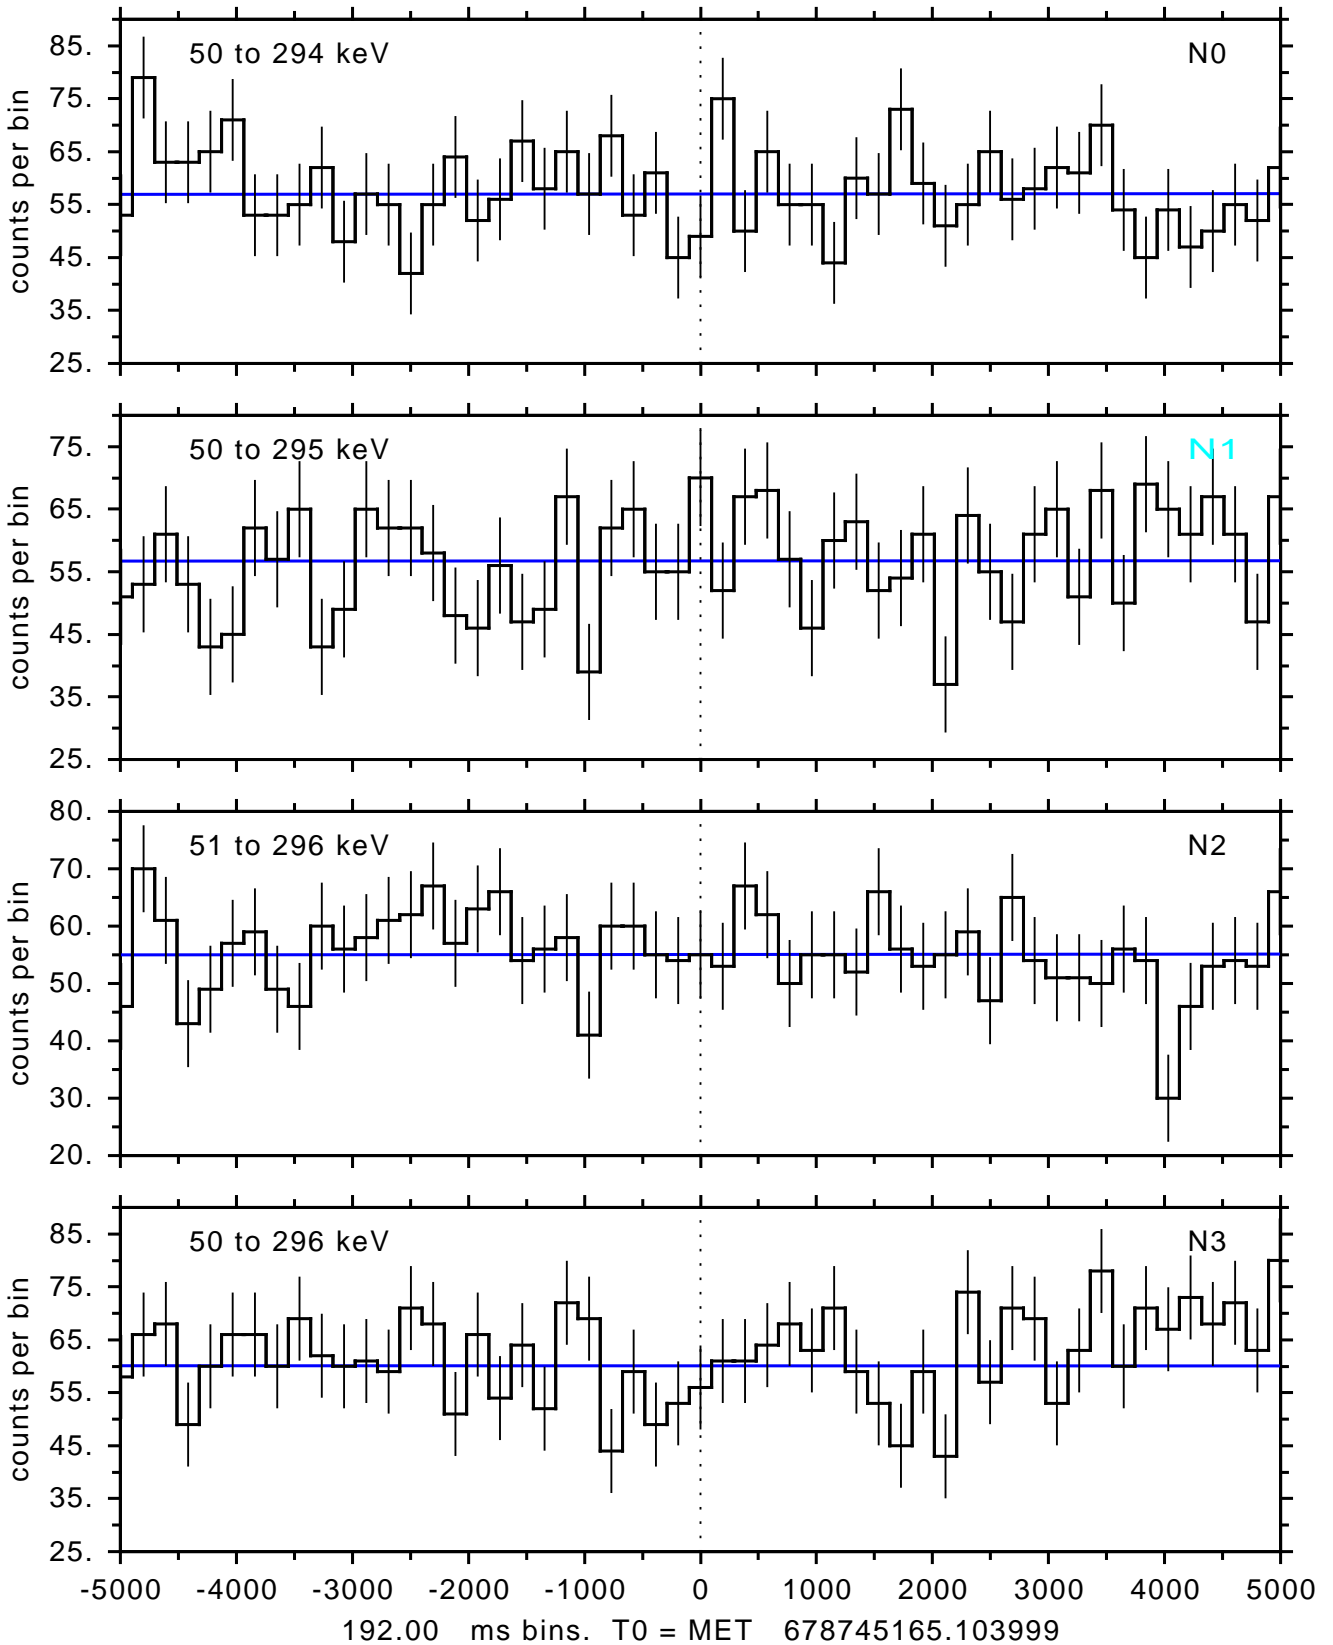 50 to 294 keV N0
85.
75.
65.
55.
45.
35.
25.
counts per bin
50 to 295 keV N1
75.
65.
55.
45.
35.
25.
counts per bin
51 to 296 keV N2
80.
70.
60.
50.
40.
30.
20.
counts per bin
50 to 296 keV N3
85.
75.
65.
55.
45.
35.
25.
counts per bin
-5000 -4000 -3000 -2000 -1000 0 1000 2000 3000 4000 5000
192.00 ms bins. T0 = MET 678745165.103999